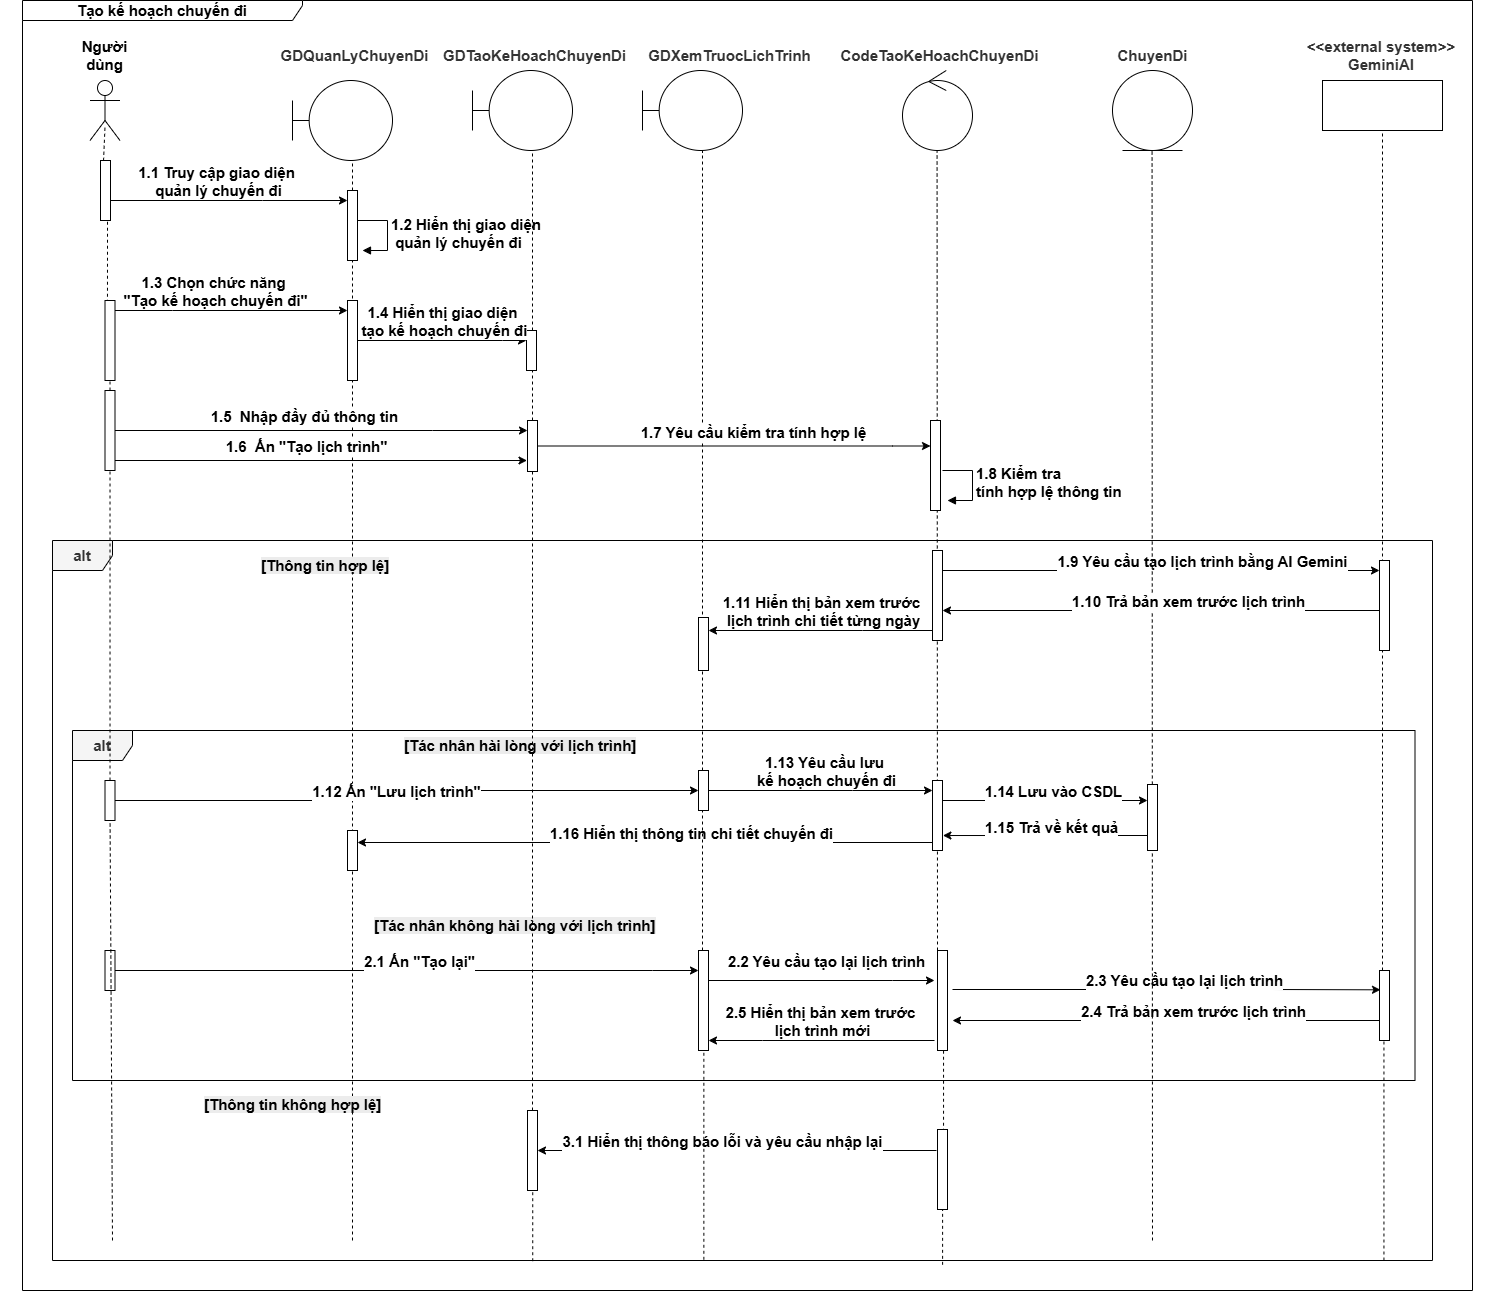 Tạo kế hoạch chuyến đi
Người
dùng
GDQuanLyChuyenDi
GDTaoKeHoachChuyenDi
GDXemTruocLichTrinh
CodeTaoKeHoachChuyenDi
ChuyenDi
<<external system>>
GeminiAI
1.1 Truy cập giao diện
quản lý chuyến đi
1.2 Hiển thị giao diện
quản lý chuyến đi
1.3 Chọn chức năng
"Tạo kế hoạch chuyến đi"
1.4 Hiển thị giao diện
tạo kế hoạch chuyến đi
1.5 Nhập đầy đủ thông tin
1.6 Ấn "Tạo lịch trình"
1.7 Yêu cầu kiểm tra tính hợp lệ
1.8 Kiểm tra
tính hợp lệ thông tin
alt
[Thông tin hợp lệ]
1.9 Yêu cầu tạo lịch trình bằng AI Gemini
1.10 Trả bản xem trước lịch trình
1.11 Hiển thị bản xem trước
lịch trình chi tiết từng ngày
alt
[Tác nhân hài lòng với lịch trình]
1.12 Ấn "Lưu lịch trình"
1.13 Yêu cầu lưu
kế hoạch chuyến đi
1.14 Lưu vào CSDL
1.15 Trả về kết quả
1.16 Hiển thị thông tin chi tiết chuyến đi
[Tác nhân không hài lòng với lịch trình]
2.1 Ấn "Tạo lại"
2.2 Yêu cầu tạo lại lịch trình
2.3 Yêu cầu tạo lại lịch trình
2.4 Trả bản xem trước lịch trình
2.5 Hiển thị bản xem trước
lịch trình mới
[Thông tin không hợp lệ]
3.1 Hiển thị thông báo lỗi và yêu cầu nhập lại